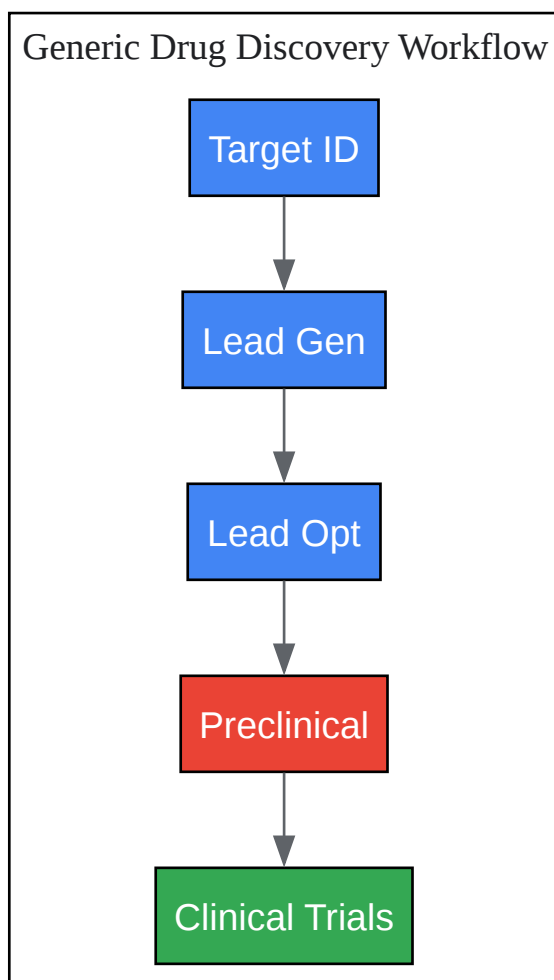 Generic Drug Discovery Workflow
Target ID
Lead Gen
Lead Opt
Preclinical
Clinical Trials